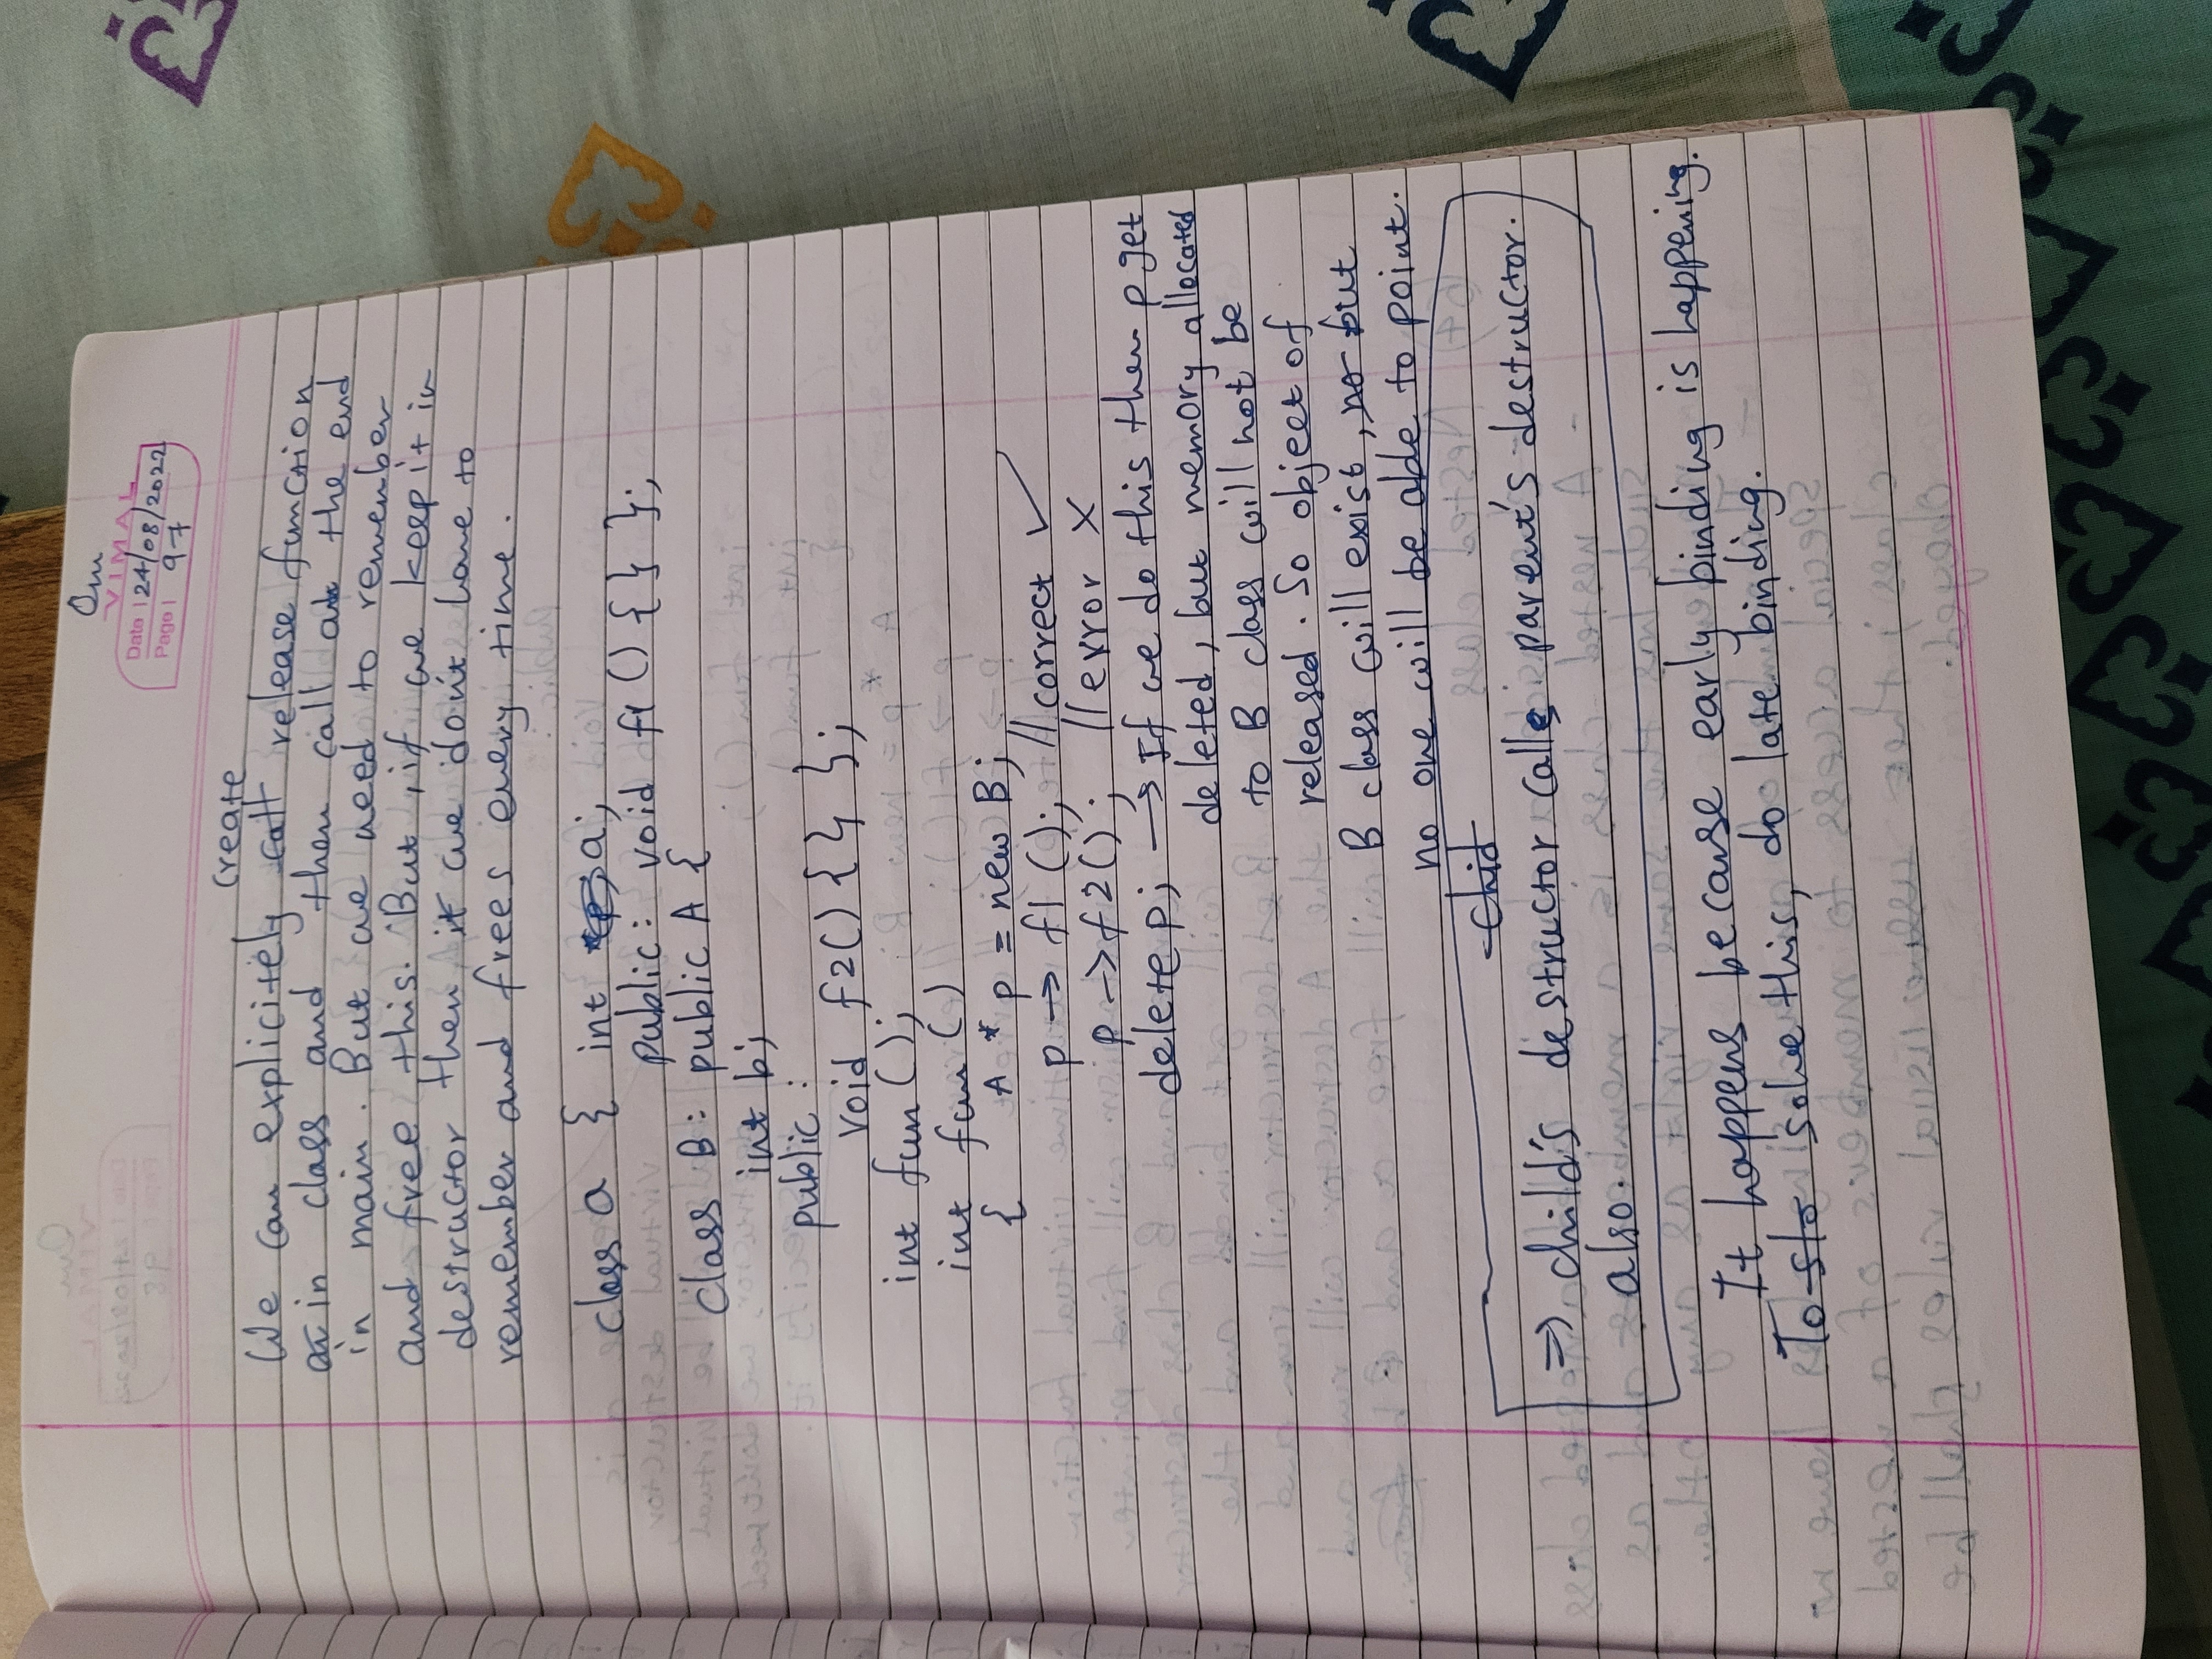 Om
VIMAL
Date | 24/08/2022
Page | 97
create
We can explicitely call release function
in class and then call at the end
in main. But we need to remenber
and free this. But, if we keep it in
destructor then it we don't have to
remember and frees every time.
class a { int a;
public: void f1 () { } };
class B: public A {
int b;
public:
void f2() { } };
int fun ();
int fun ()
{ A * p = new B;
p → f1 (); // correct ✓
p → f2 (); // error ✗
delete p; → If we do this then p get
deleted, but memory allocated
to B class will not be
released. So object of
B class will exist, no but
no one will be able to point.
Chid
⇒ child's destructor calls parent's destructor.
also.
It happens because early binding is happening.
To sto solve this, do late binding.